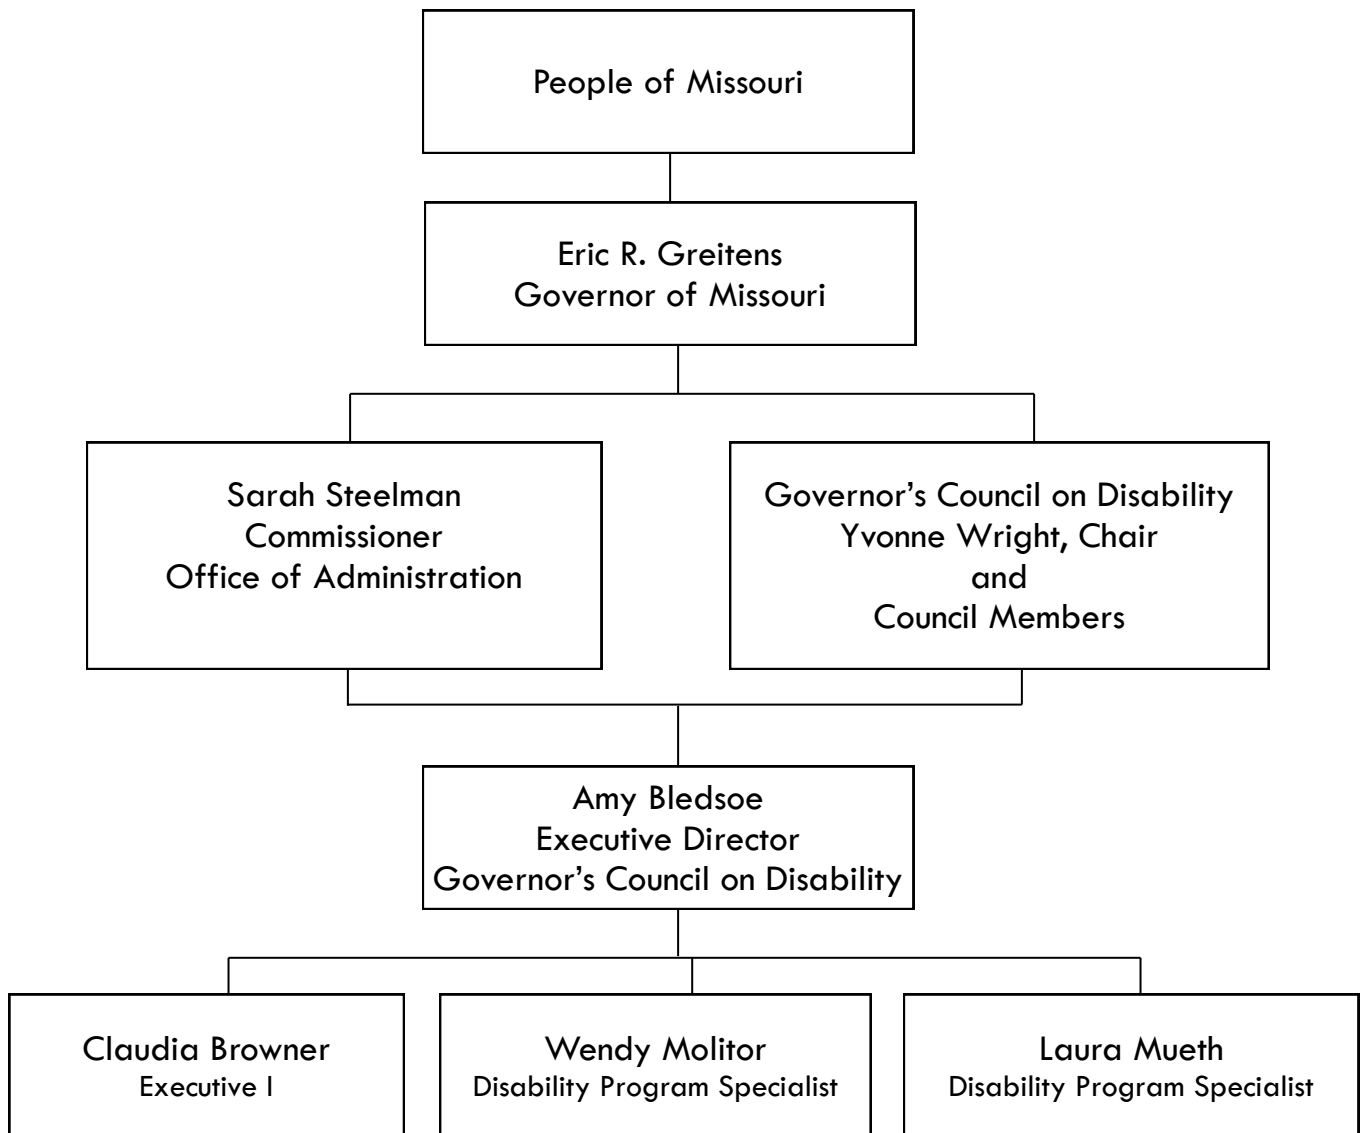 People of Missouri
Eric R. Greitens
Governor of Missouri
Sarah Steelman
Commissioner
Office of Administration
Governor’s Council on Disability
Yvonne Wright, Chair
and
Council Members
Amy Bledsoe
Executive Director
Governor’s Council on Disability
Claudia Browner
Executive I
Wendy Molitor
Disability Program Specialist
Laura Mueth
Disability Program Specialist